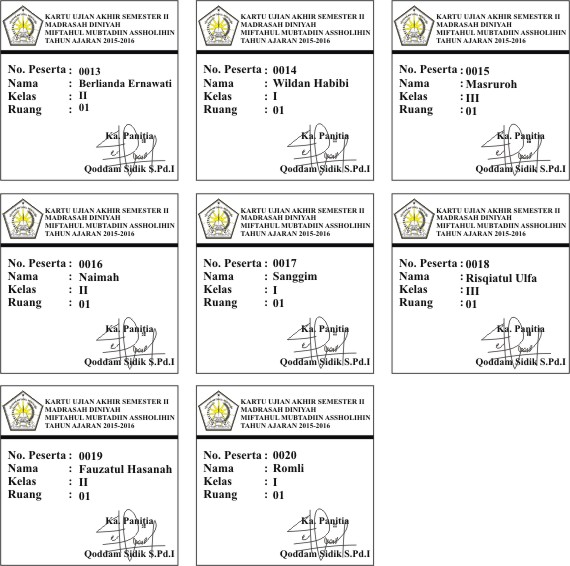 KARTU UJIAN AKHIR SEMESTER II
MADRASAH DINIYAH
MIFTAHUL MUBTADIIN ASSHOLIHIN
TAHUN AJARAN 2015-2016
No. Peserta : 0013
Nama : Berlianda Ernawati
Kelas : II
Ruang : 01
Ka. Panitia
Qoddam Sidik S.Pd.I
KARTU UJIAN AKHIR SEMESTER II
MADRASAH DINIYAH
MIFTAHUL MUBTADIIN ASSHOLIHIN
TAHUN AJARAN 2015-2016
No. Peserta : 0014
Nama : Wildan Habibi
Kelas : I
Ruang : 01
Ka. Panitia
Qoddam Sidik S.Pd.I
KARTU UJIAN AKHIR SEMESTER II
MADRASAH DINIYAH
MIFTAHUL MUBTADIIN ASSHOLIHIN
TAHUN AJARAN 2015-2016
No. Peserta : 0015
Nama : Masruroh
Kelas : III
Ruang : 01
Ka. Panitia
Qoddam Sidik S.Pd.I
KARTU UJIAN AKHIR SEMESTER II
MADRASAH DINIYAH
MIFTAHUL MUBTADIIN ASSHOLIHIN
TAHUN AJARAN 2015-2016
No. Peserta : 0016
Nama : Naimah
Kelas : II
Ruang : 01
Ka. Panitia
Qoddam Sidik S.Pd.I
KARTU UJIAN AKHIR SEMESTER II
MADRASAH DINIYAH
MIFTAHUL MUBTADIIN ASSHOLIHIN
TAHUN AJARAN 2015-2016
No. Peserta : 0017
Nama : Sanggim
Kelas : I
Ruang : 01
Ka. Panitia
Qoddam Sidik S.Pd.I
KARTU UJIAN AKHIR SEMESTER II
MADRASAH DINIYAH
MIFTAHUL MUBTADIIN ASSHOLIHIN
TAHUN AJARAN 2015-2016
No. Peserta : 0018
Nama : Risqiatul Ulfa
Kelas : III
Ruang : 01
Ka. Panitia
Qoddam Sidik S.Pd.I
KARTU UJIAN AKHIR SEMESTER II
MADRASAH DINIYAH
MIFTAHUL MUBTADIIN ASSHOLIHIN
TAHUN AJARAN 2015-2016
No. Peserta : 0019
Nama : Fauzatul Hasanah
Kelas : II
Ruang : 01
Ka. Panitia
Qoddam Sidik S.Pd.I
KARTU UJIAN AKHIR SEMESTER II
MADRASAH DINIYAH
MIFTAHUL MUBTADIIN ASSHOLIHIN
TAHUN AJARAN 2015-2016
No. Peserta : 0020
Nama : Romli
Kelas : I
Ruang : 01
Ka. Panitia
Qoddam Sidik S.Pd.I